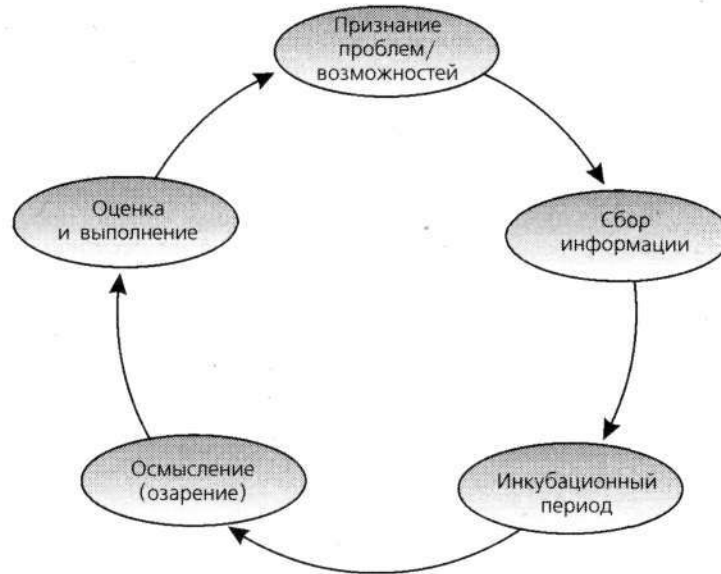 Признание
проблем/
возможностей
Сбор
информации
Инкубационный
период
Осмысление
(озарение)
Оценка
и выполнение